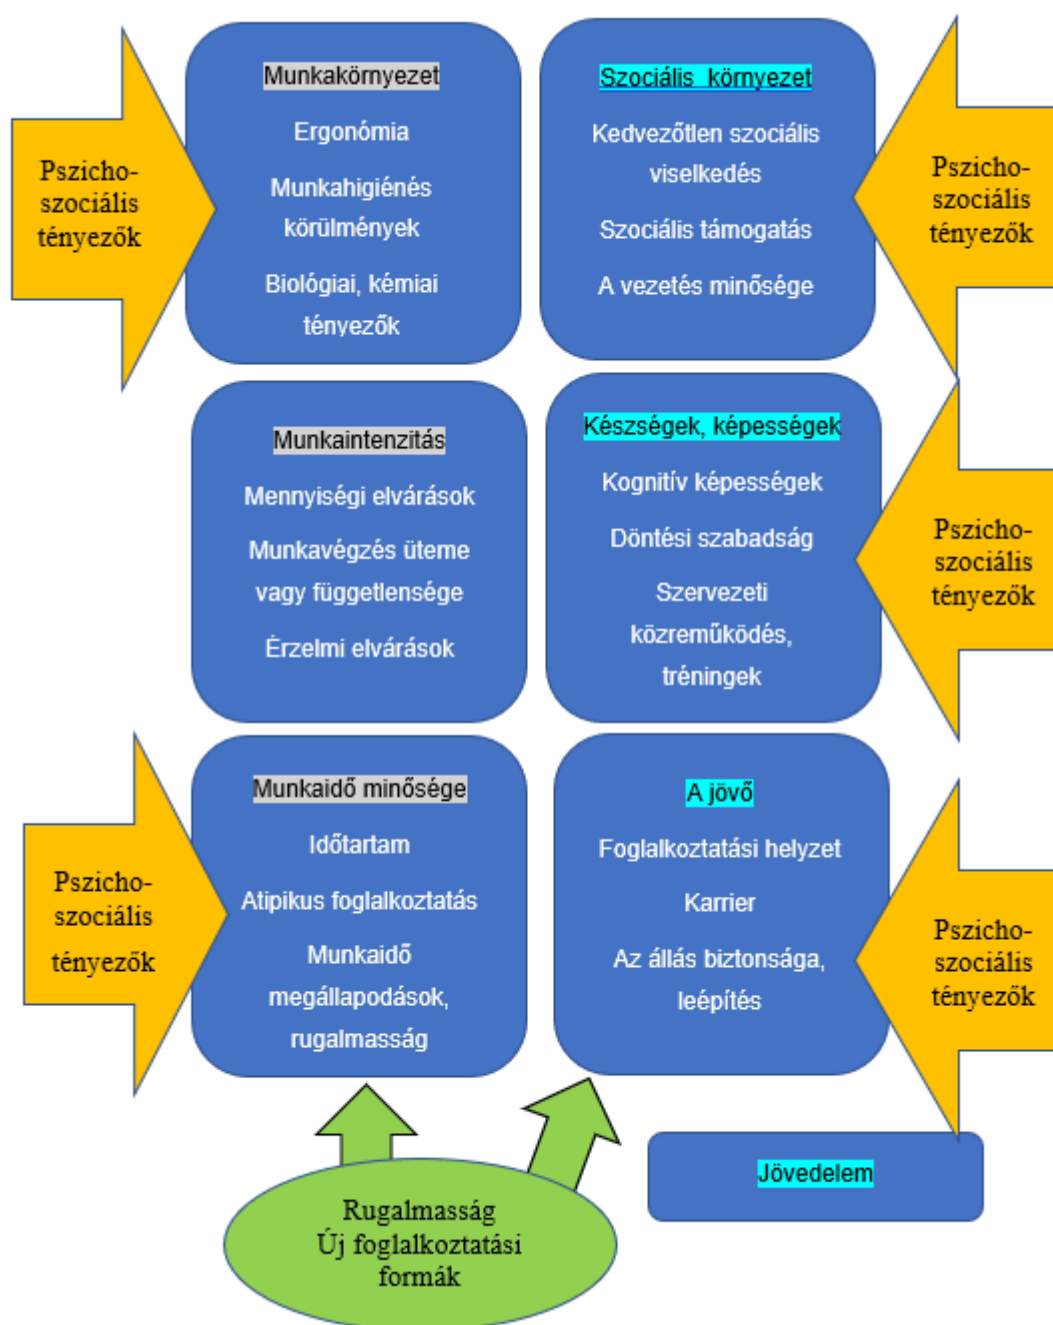 Pszicho-
szociális
tényezők
Munkakörnyezet
Ergonómia
Munkahigiénés
körülmények
Biológiai, kémiai
tényezők
Szociális környezet
Kedvezőtlen szociális
viselkedés
Szociális támogatás
A vezetés minősége
Pszicho-
szociális
tényezők
Munkaintenzitás
Mennyiségi elvárások
Munkavégzés üteme
vagy függetlensége
Érzelmi elvárások
Készségek, képességek
Kognitív képességek
Döntési szabadság
Szervezeti
közreműködés,
tréningek
Pszicho-
szociális
tényezők
Pszicho-
szociális
tényezők
Munkaidő minősége
Időtartam
Atipikus foglalkoztatás
Munkaidő
megállapodások,
rugalmasság
A jövő
Foglalkoztatási helyzet
Karrier
Az állás biztonsága,
leépítés
Pszicho-
szociális
tényezők
Rugalmasság
Új foglalkoztatási
formák
Jövedelem